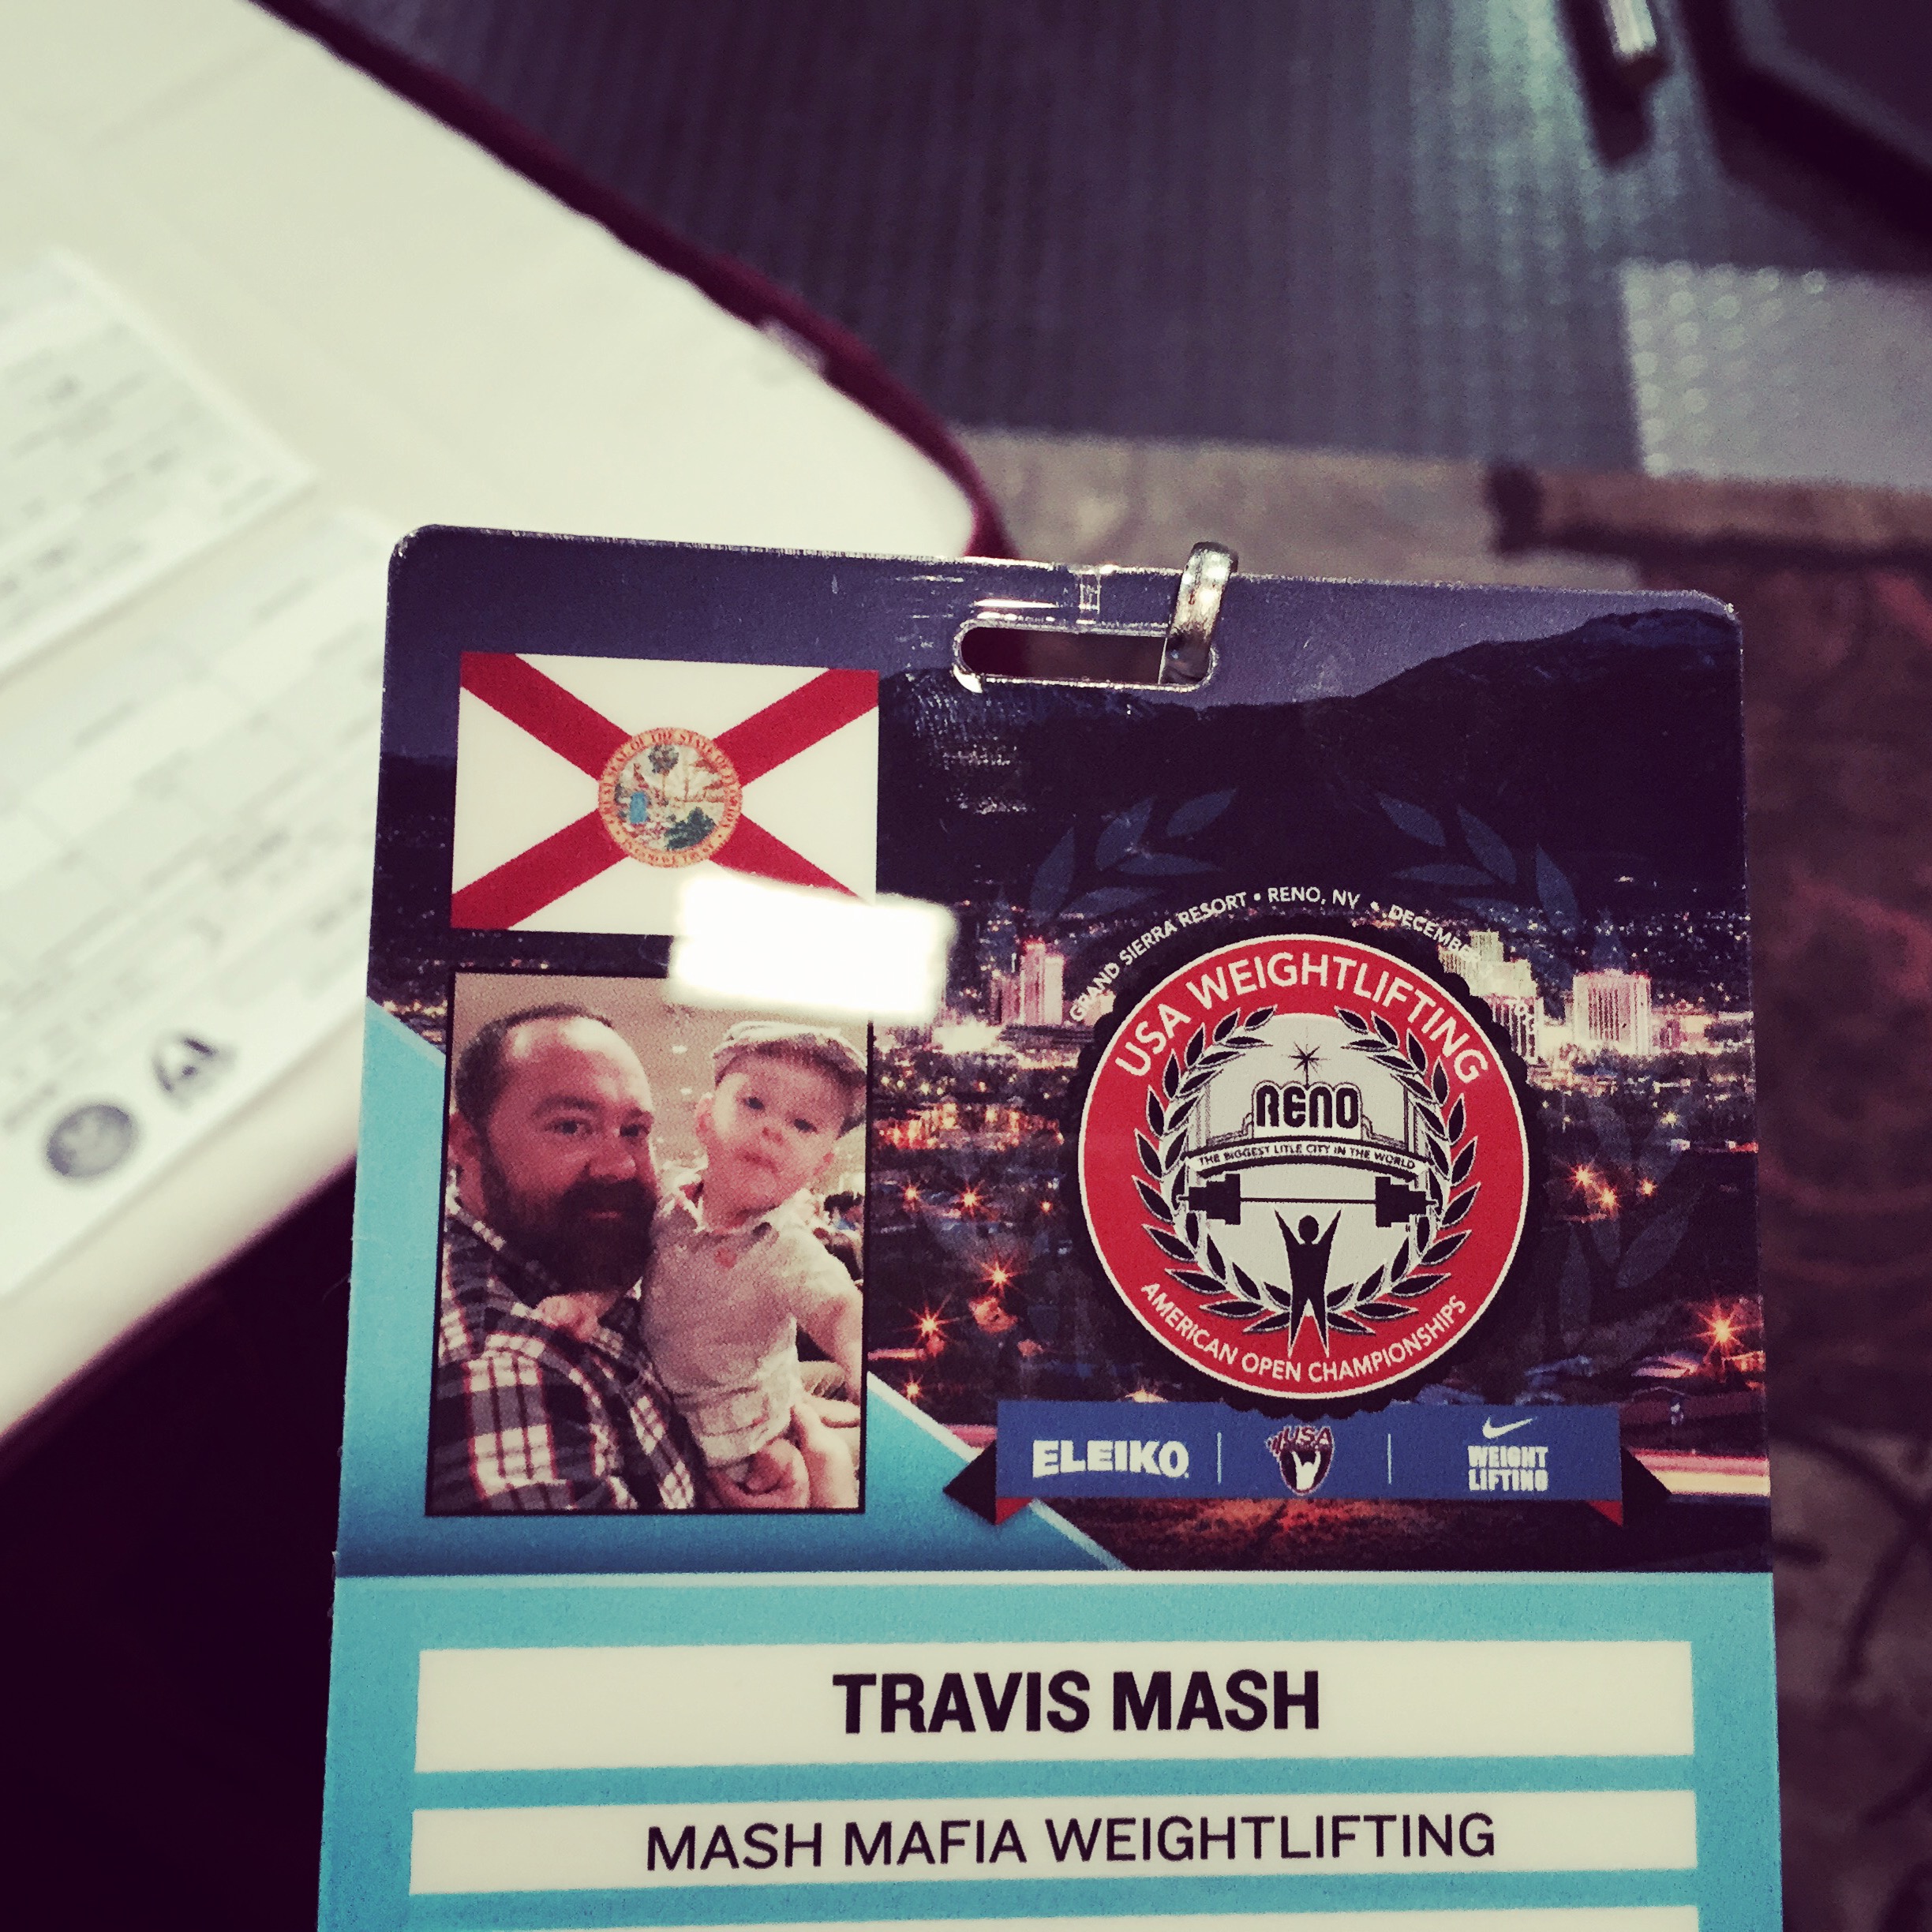 GRAND SIERRA RESORT • RENO, NV • DECEMBER
USA WEIGHTLIFTING
RENO
THE BIGGEST LITLE CITY IN THE WORLD
AMERICAN OPEN CHAMPIONSHIPS
ELEIKO
USA
WEIGHT
LIFTING
TRAVIS MASH
MASH MAFIA WEIGHTLIFTING